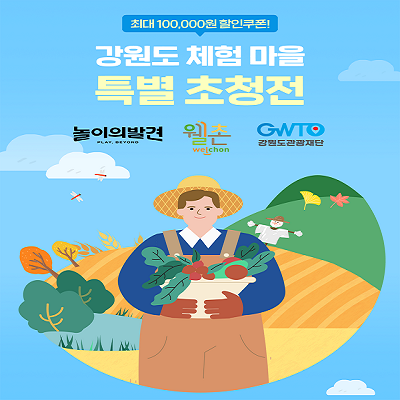 최대 100,000원 할인쿠폰!
강원도 체험 마을
특별 초청전
놀이의발견
PLAY, BEYOND
웰촌
welchon
GWTO
강원도관광재단